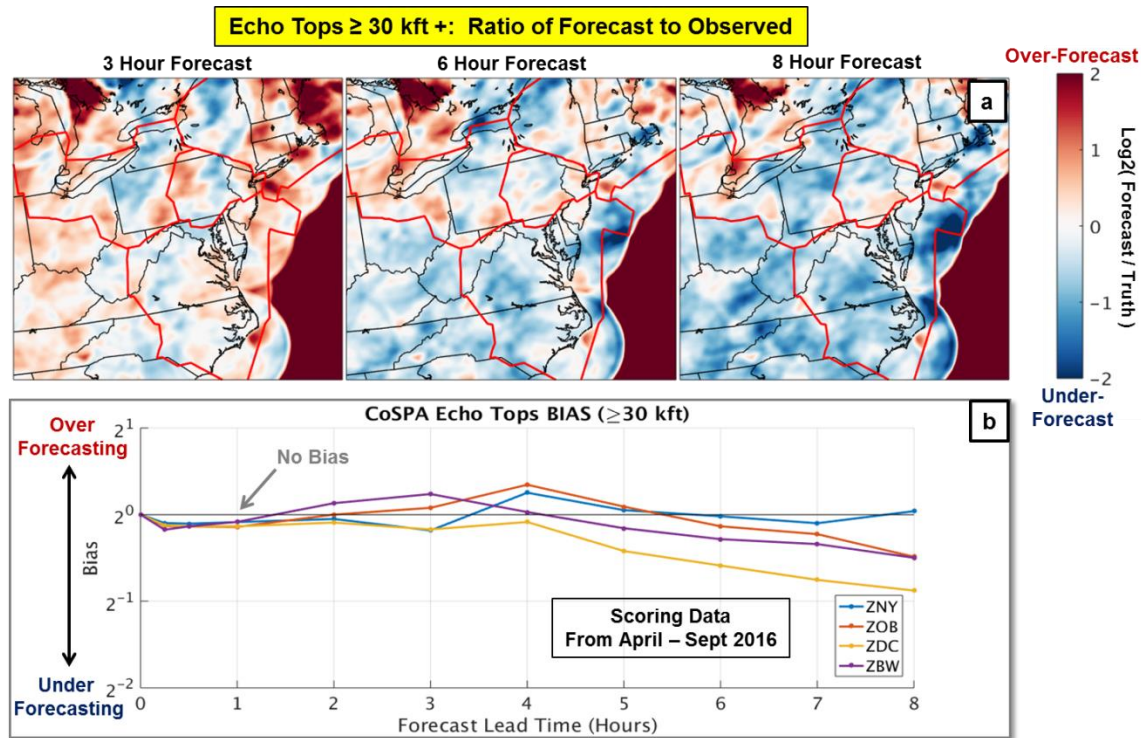 Echo Tops ≥ 30 kft +: Ratio of Forecast to Observed
3 Hour Forecast
6 Hour Forecast
8 Hour Forecast
Over-Forecast
a
2
1
0
-1
-2
Log2( Forecast / Truth )
Under-
Forecast
CoSPA Echo Tops BIAS (≥30 kft)
b
Over
Forecasting
Under
Forecasting
No Bias
2^1
2^0
2^-1
2^-2
Bias
Scoring Data
From April – Sept 2016
ZNY
ZOB
ZDC
ZBW
0 1 2 3 4 5 6 7 8
Forecast Lead Time (Hours)